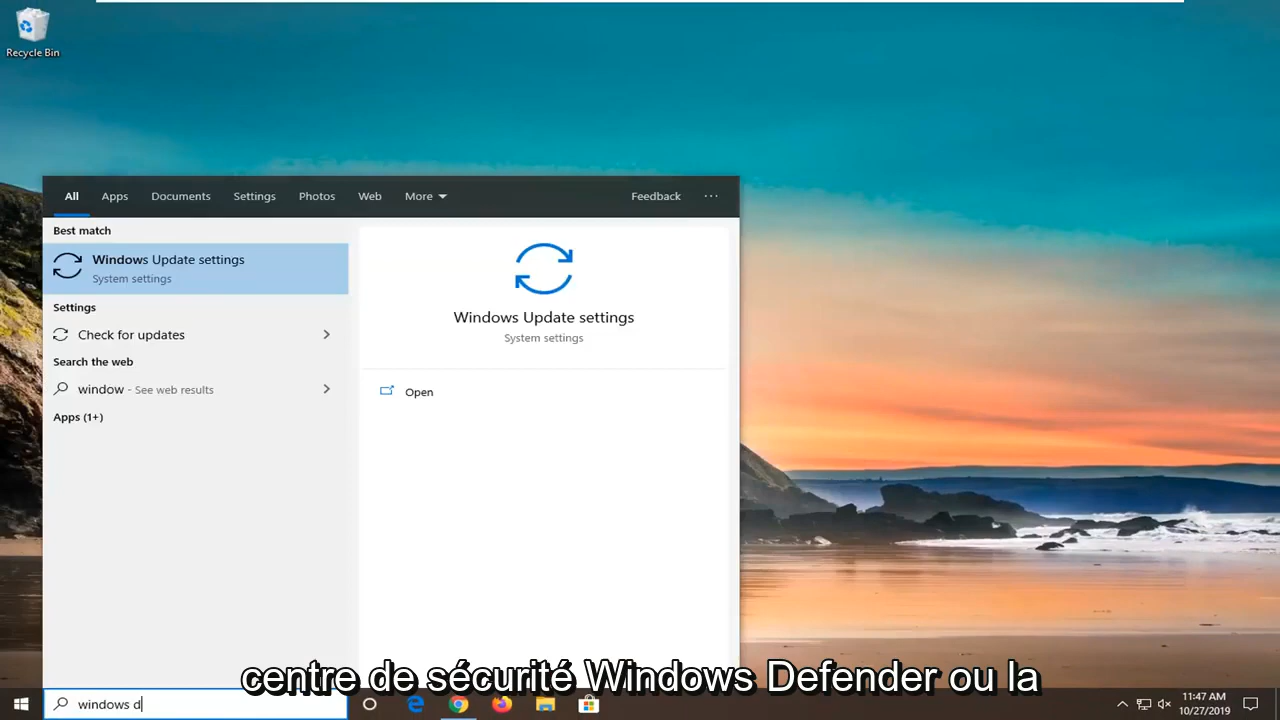 Recycle Bin
All Apps Documents Settings Photos Web More Feedback ...
Best match
Windows Update settings
System settings
Settings
Check for updates
Search the web
window - See web results
Apps (1+)
Windows Update settings
System settings
Open
centre de sécurité Windows Defender ou la
windows d
11:47 AM
10/27/2019